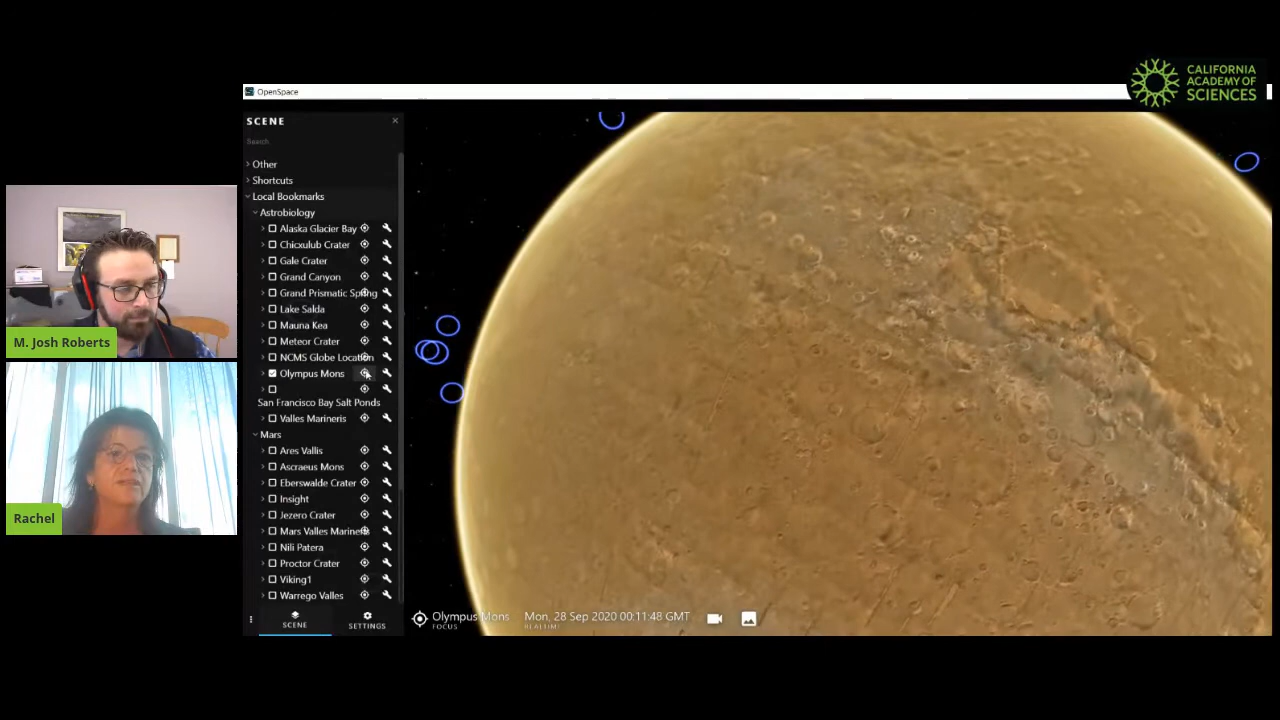 CALIFORNIA
ACADEMY OF
SCIENCES
OpenSpace
SCENE
Search
Other
Shortcuts
Local Bookmarks
Astrobiology
Alaska Glacier Bay
Chicxulub Crater
Gale Crater
Grand Canyon
Grand Prismatic Spring
Lake Salda
Mauna Kea
Meteor Crater
NCMS Globe Location
Olympus Mons
San Francisco Bay Salt Ponds
Valles Marineris
Mars
Ares Vallis
Ascraeus Mons
Eberswalde Crater
Insight
Jezero Crater
Mars Valles Marineris
Nili Patera
Proctor Crater
Viking1
Warrego Valles
SCENE
SETTINGS
Olympus Mons
FOCUS
Mon, 28 Sep 2020 00:11:48 GMT
REALTIME
M. Josh Roberts
Rachel